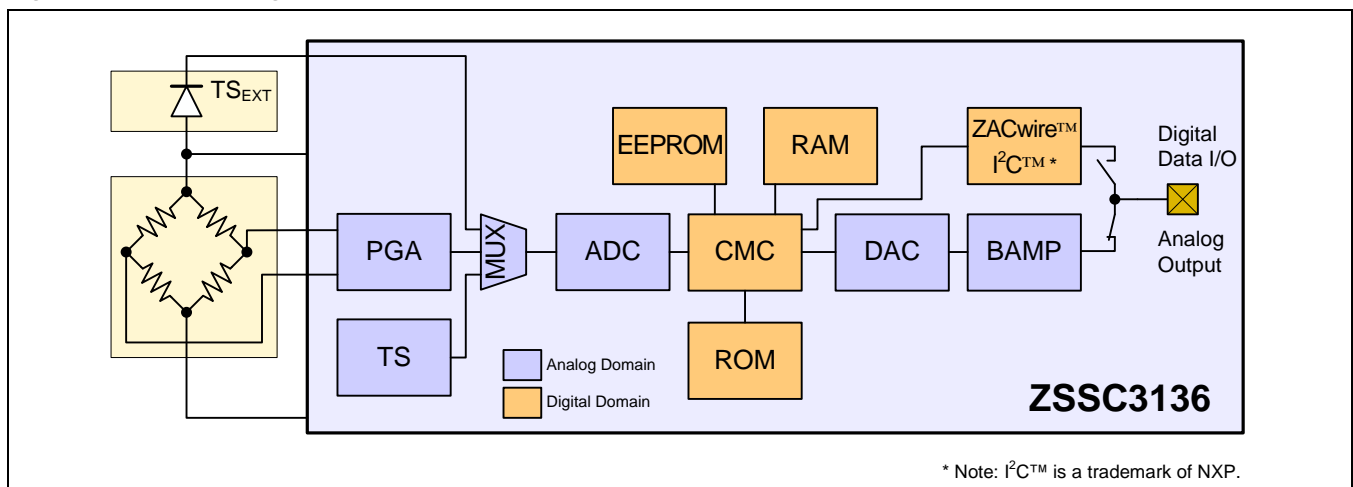 TSEXT
EEPROM
RAM
ZACwire™
I²C™ *
Digital
Data I/O
PGA
MUX
ADC
CMC
DAC
BAMP
Analog
Output
TS
Analog Domain
Digital Domain
ROM
ZSSC3136
* Note: I²C™ is a trademark of NXP.